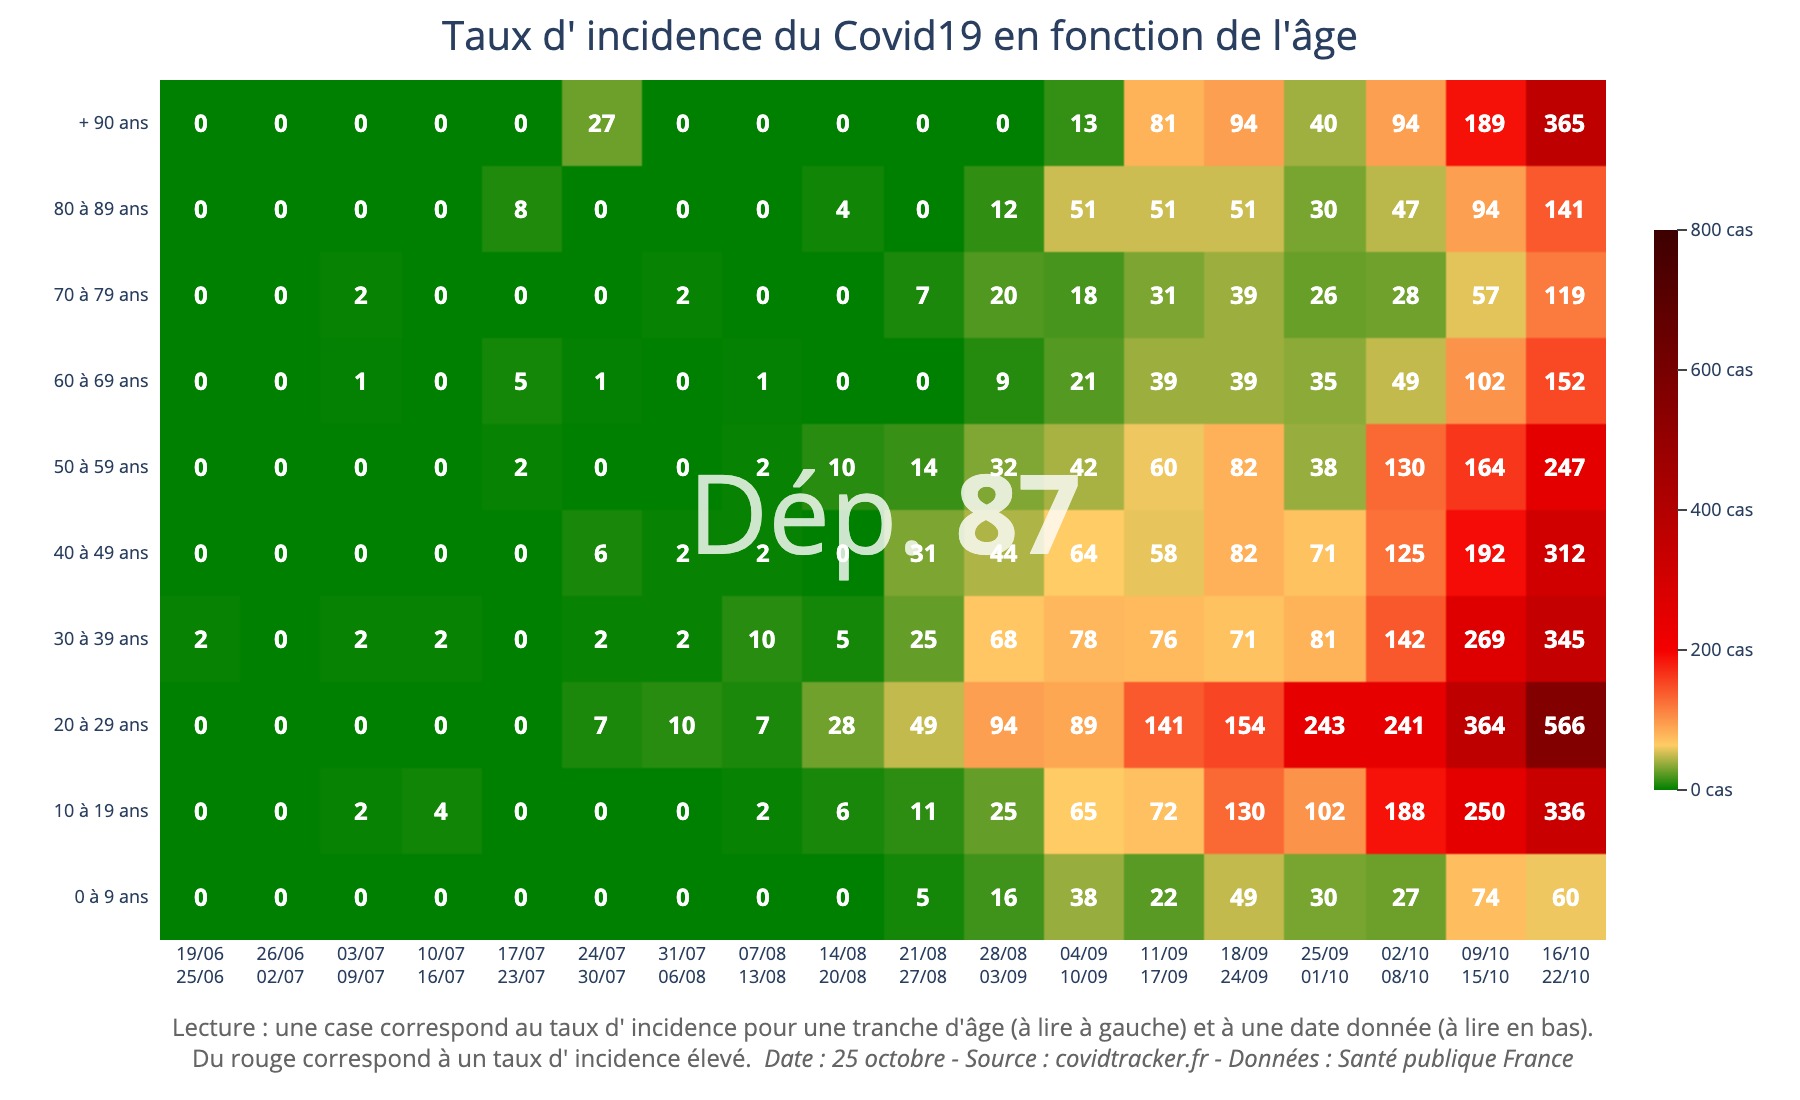 Taux d' incidence du Covid19 en fonction de l'âge
+ 90 ans 0 0 0 0 0 27 0 0 0 0 0 13 81 94 40 94 189 365
80 à 89 ans 0 0 0 0 8 0 0 0 4 0 12 51 51 51 30 47 94 141
70 à 79 ans 0 0 2 0 0 0 2 0 0 7 20 18 31 39 26 28 57 119
60 à 69 ans 0 0 1 0 5 1 0 1 0 0 9 21 39 39 35 49 102 152
50 à 59 ans 0 0 0 0 2 0 0 2 10 14 32 42 60 82 38 130 164 247
Dép. 87
40 à 49 ans 0 0 0 0 0 6 2 2 0 31 44 64 58 82 71 125 192 312
30 à 39 ans 2 0 2 2 0 2 2 10 5 25 68 78 76 71 81 142 269 345
20 à 29 ans 0 0 0 0 0 7 10 7 28 49 94 89 141 154 243 241 364 566
10 à 19 ans 0 0 2 4 0 0 0 2 6 11 25 65 72 130 102 188 250 336
0 à 9 ans 0 0 0 0 0 0 0 0 0 5 16 38 22 49 30 27 74 60
19/06 26/06 03/07 10/07 17/07 24/07 31/07 07/08 14/08 21/08 28/08 04/09 11/09 18/09 25/09 02/10 09/10 16/10
25/06 02/07 09/07 16/07 23/07 30/07 06/08 13/08 20/08 27/08 03/09 10/09 17/09 24/09 01/10 08/10 15/10 22/10
800 cas
600 cas
400 cas
200 cas
0 cas
Lecture : une case correspond au taux d' incidence pour une tranche d'âge (à lire à gauche) et à une date donnée (à lire en bas).
Du rouge correspond à un taux d' incidence élevé. Date : 25 octobre - Source : covidtracker.fr - Données : Santé publique France